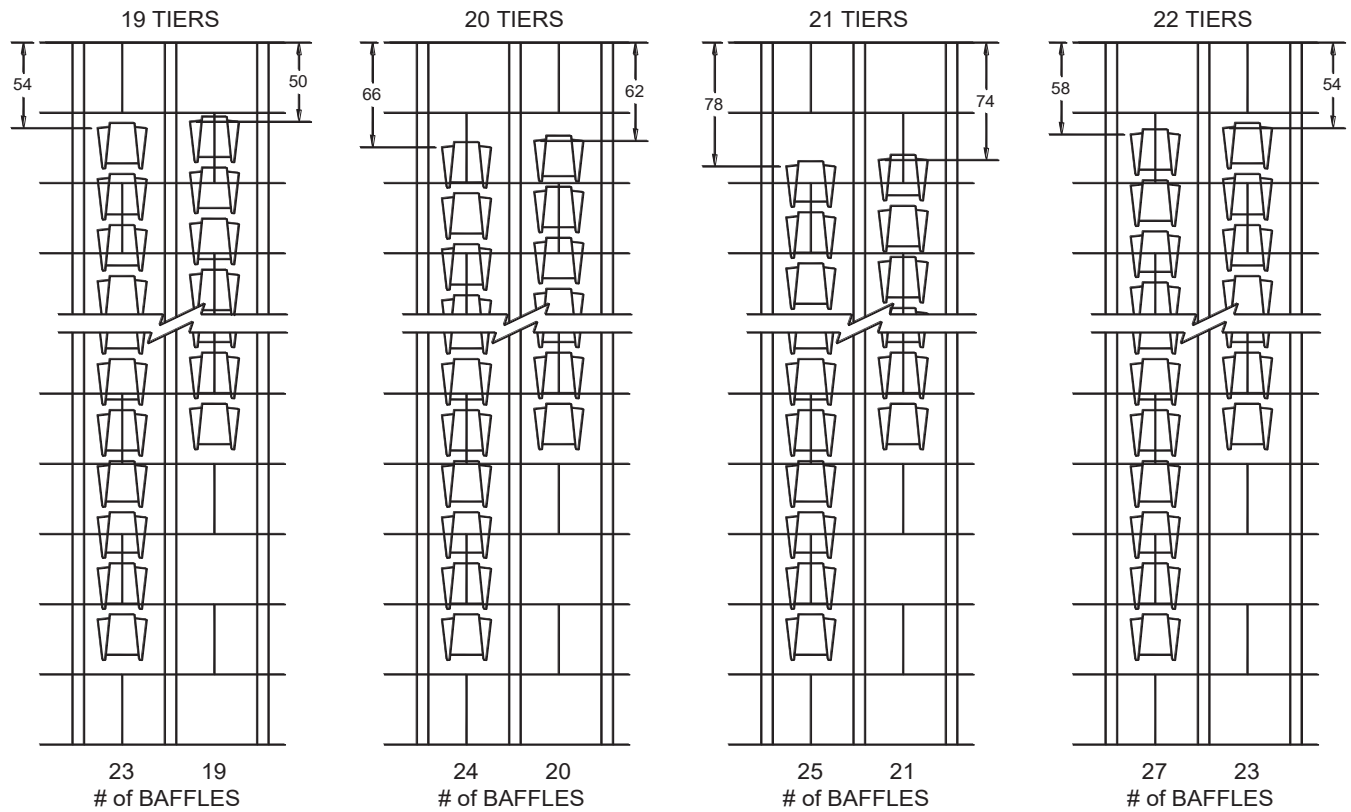 19 TIERS
20 TIERS
21 TIERS
22 TIERS
54
50
66
62
78
74
58
54
23 19
# of BAFFLES
24 20
# of BAFFLES
25 21
# of BAFFLES
27 23
# of BAFFLES